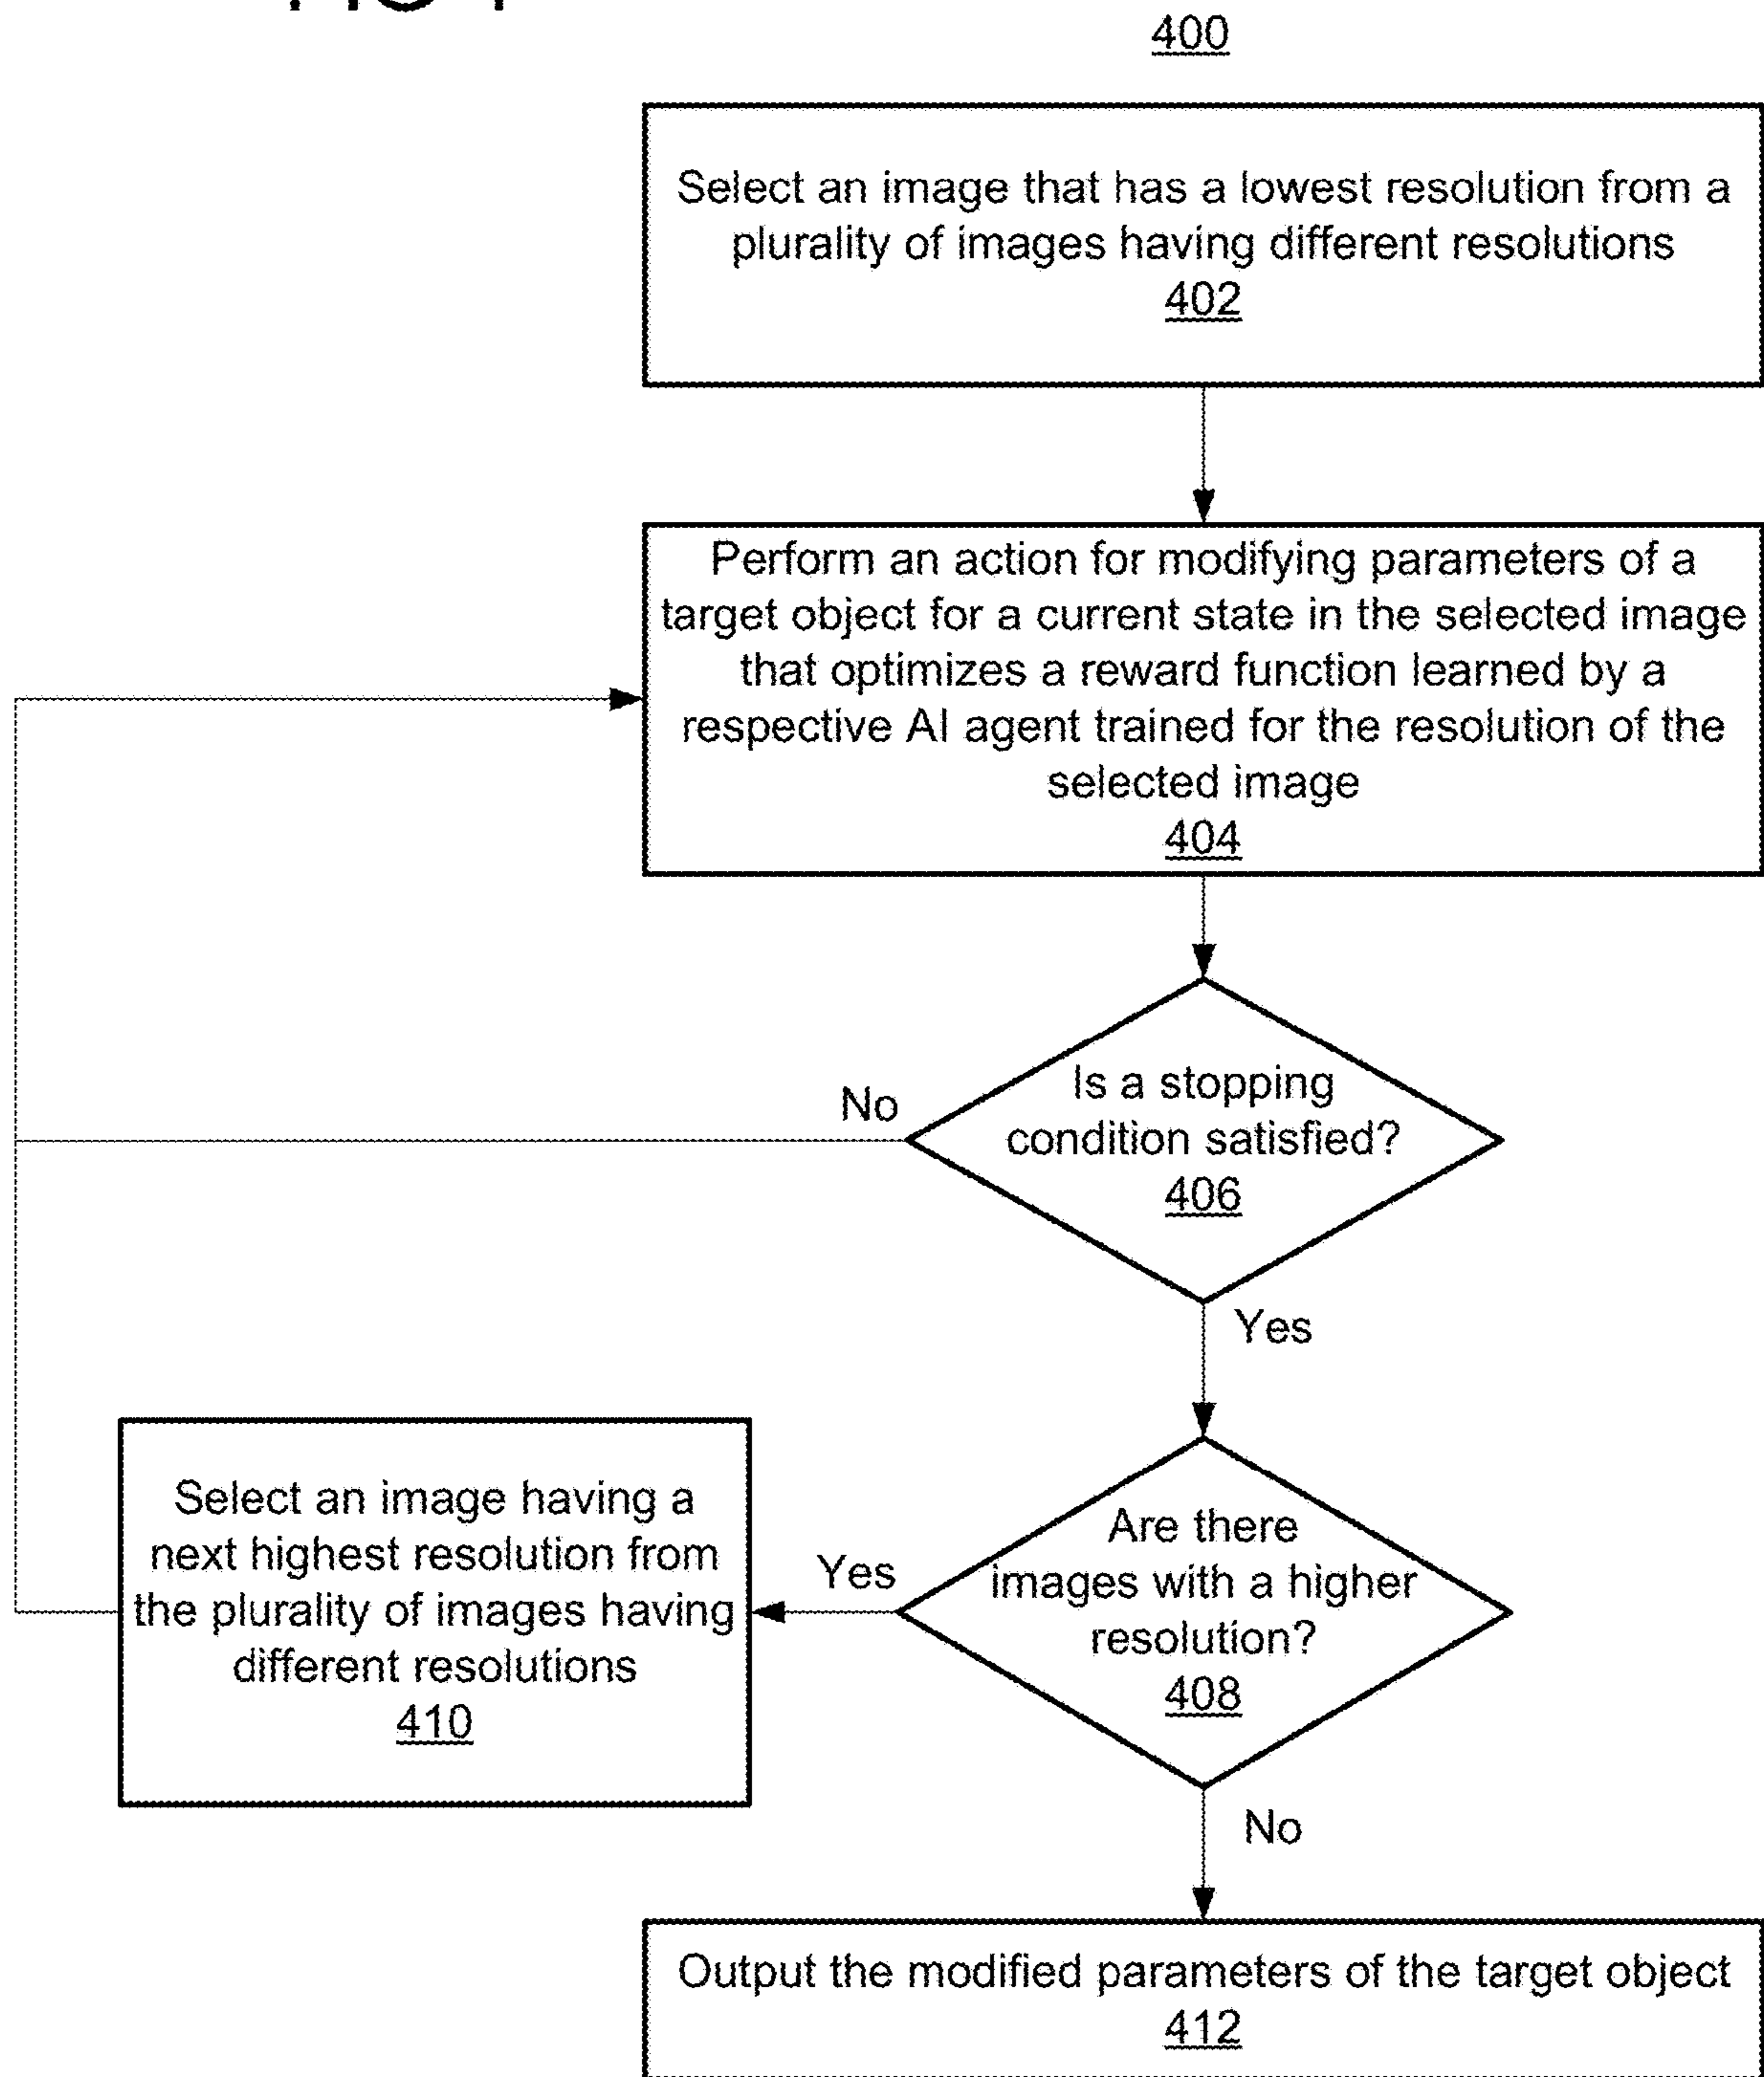 400
Select an image that has a lowest resolution from a
plurality of images having different resolutions
402
Perform an action for modifying parameters of a
target object for a current state in the selected image
that optimizes a reward function learned by a
respective AI agent trained for the resolution of the
selected image
404
Is a stopping
condition satisfied?
406
No
Yes
Are there
images with a higher
resolution?
408
Yes
Select an image having a
next highest resolution from
the plurality of images having
different resolutions
410
No
Output the modified parameters of the target object
412